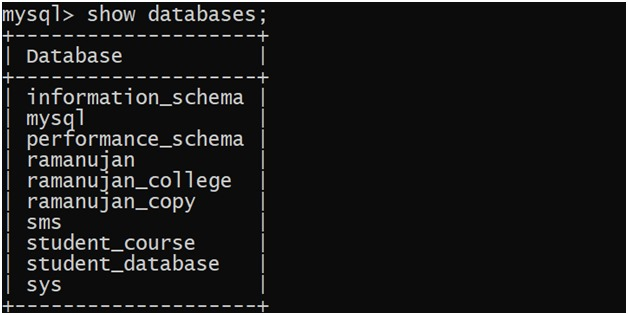 mysql> show databases;
+--------------------+
| Database           |
+--------------------+
| information_schema |
| mysql              |
| performance_schema |
| ramanujan          |
| ramanujan_college  |
| ramanujan_copy     |
| sms                |
| student_course     |
| student_database   |
| sys                |
+--------------------+